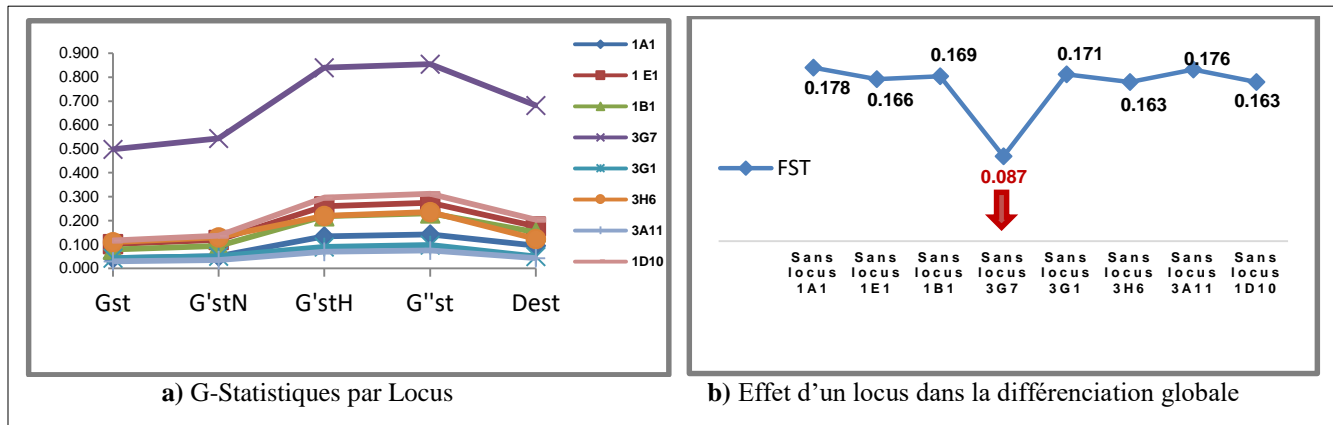 0.900
0.800
0.700
0.600
0.500
0.400
0.300
0.200
0.100
0.000
Gst G'stN G'stH G''st Dest
1A1
1 E1
1B1
3G7
3G1
3H6
3A11
1D10
a) G-Statistiques par Locus
0.178 0.166 0.169 0.087 0.171 0.163 0.176 0.163
FST
Sans locus 1A1
Sans locus 1E1
Sans locus 1B1
Sans locus 3G7
Sans locus 3G1
Sans locus 3H6
Sans locus 3A11
Sans locus 1D10
b) Effet d'un locus dans la différenciation globale